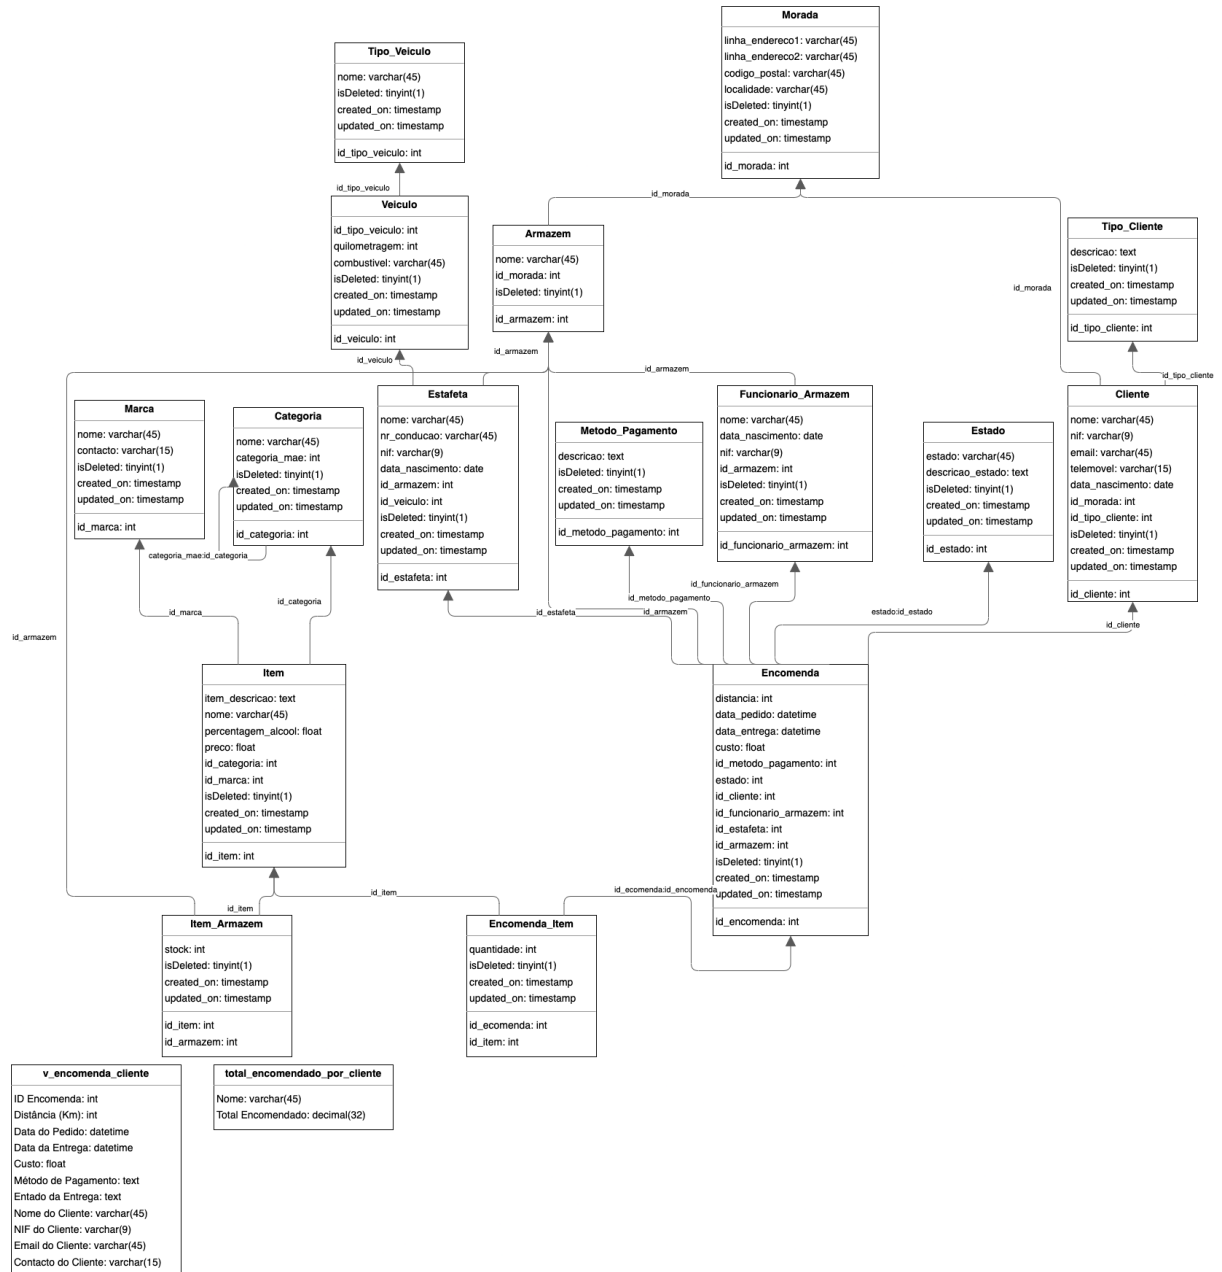 Morada
linha_endereco1: varchar(45)
linha_endereco2: varchar(45)
codigo_postal: varchar(45)
localidade: varchar(45)
isDeleted: tinyint(1)
created_on: timestamp
updated_on: timestamp
id_morada: int
Tipo_Veiculo
nome: varchar(45)
isDeleted: tinyint(1)
created_on: timestamp
updated_on: timestamp
id_tipo_veiculo: int
id_tipo_veiculo
id_morada
Veiculo
id_tipo_veiculo: int
quilometragem: int
combustivel: varchar(45)
isDeleted: tinyint(1)
created_on: timestamp
updated_on: timestamp
id_veiculo: int
Armazem
nome: varchar(45)
id_morada: int
isDeleted: tinyint(1)
id_armazem: int
Tipo_Cliente
descricao: text
isDeleted: tinyint(1)
created_on: timestamp
updated_on: timestamp
id_tipo_cliente: int
id_morada
id_veiculo
id_armazem
id_armazem
id_tipo_cliente
Marca
nome: varchar(45)
contacto: varchar(15)
isDeleted: tinyint(1)
created_on: timestamp
updated_on: timestamp
id_marca: int
Categoria
nome: varchar(45)
categoria_mae: int
isDeleted: tinyint(1)
created_on: timestamp
updated_on: timestamp
id_categoria: int
categoria_mae:id_categoria
Estafeta
nome: varchar(45)
nr_conducao: varchar(45)
nif: varchar(9)
data_nascimento: date
id_armazem: int
id_veiculo: int
isDeleted: tinyint(1)
created_on: timestamp
updated_on: timestamp
id_estafeta: int
Metodo_Pagamento
descricao: text
isDeleted: tinyint(1)
created_on: timestamp
updated_on: timestamp
id_metodo_pagamento: int
Funcionario_Armazem
nome: varchar(45)
data_nascimento: date
nif: varchar(9)
id_armazem: int
isDeleted: tinyint(1)
created_on: timestamp
updated_on: timestamp
id_funcionario_armazem: int
Estado
estado: varchar(45)
descricao_estado: text
isDeleted: tinyint(1)
created_on: timestamp
updated_on: timestamp
id_estado: int
Cliente
nome: varchar(45)
nif: varchar(9)
email: varchar(45)
telemovel: varchar(15)
data_nascimento: date
id_morada: int
id_tipo_cliente: int
isDeleted: tinyint(1)
created_on: timestamp
updated_on: timestamp
id_cliente: int
id_funcionario_armazem
id_metodo_pagamento
id_categoria
id_marca
id_estafeta
id_armazem
estado:id_estado
id_cliente
id_armazem
Item
item_descricao: text
nome: varchar(45)
percentagem_alcool: float
preco: float
id_categoria: int
id_marca: int
isDeleted: tinyint(1)
created_on: timestamp
updated_on: timestamp
id_item: int
Encomenda
distancia: int
data_pedido: datetime
data_entrega: datetime
custo: float
id_metodo_pagamento: int
estado: int
id_cliente: int
id_funcionario_armazem: int
id_estafeta: int
id_armazem: int
isDeleted: tinyint(1)
created_on: timestamp
updated_on: timestamp
id_encomenda: int
id_item
id_item
id_ecomenda:id_encomenda
Item_Armazem
stock: int
isDeleted: tinyint(1)
created_on: timestamp
updated_on: timestamp
id_item: int
id_armazem: int
Encomenda_Item
quantidade: int
isDeleted: tinyint(1)
created_on: timestamp
updated_on: timestamp
id_ecomenda: int
id_item: int
v_encomenda_cliente
ID Encomenda: int
Distância (Km): int
Data do Pedido: datetime
Data da Entrega: datetime
Custo: float
Método de Pagamento: text
Entado da Entrega: text
Nome do Cliente: varchar(45)
NIF do Cliente: varchar(9)
Email do Cliente: varchar(45)
Contacto do Cliente: varchar(15)
total_encomendado_por_cliente
Nome: varchar(45)
Total Encomendado: decimal(32)